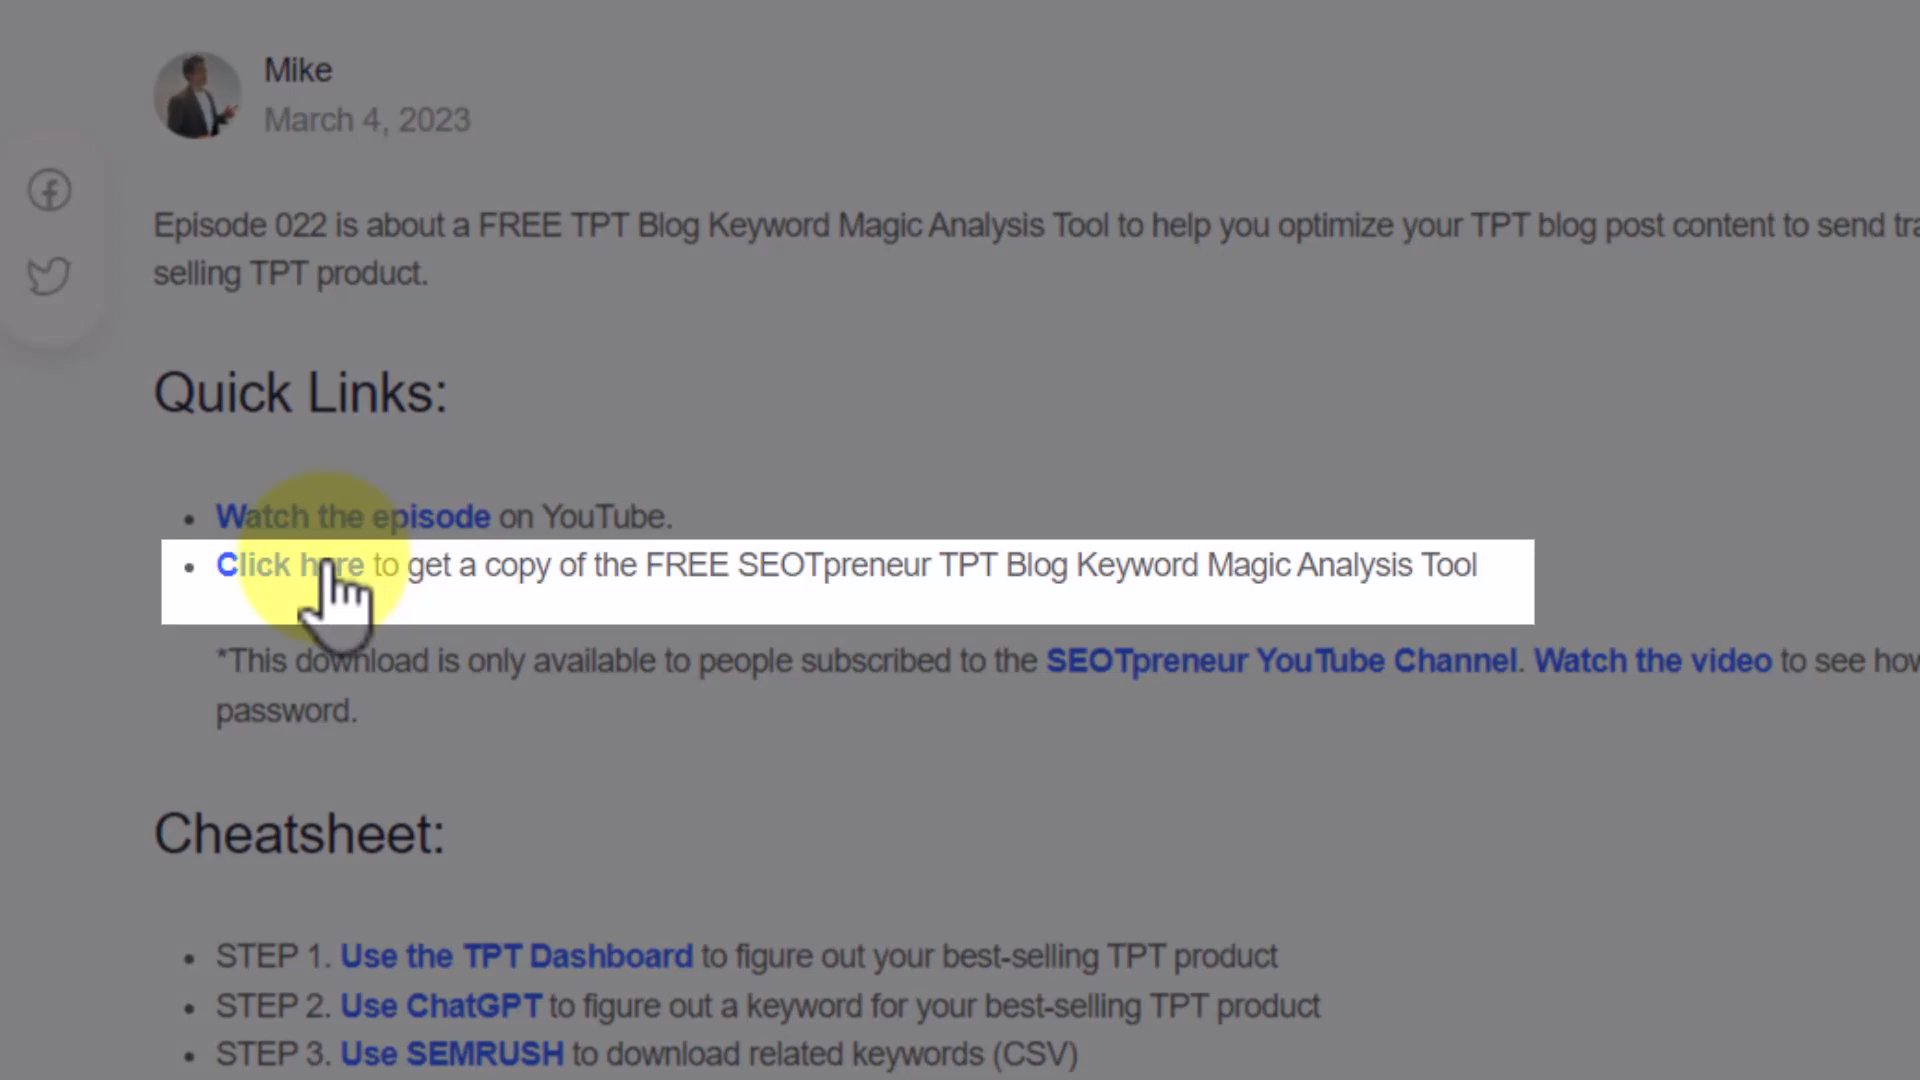 Mike
March 4, 2023
Episode 022 is about a FREE TPT Blog Keyword Magic Analysis Tool to help you optimize your TPT blog post content to send
selling TPT product.
Quick Links:
• Watch the episode on YouTube.
• Click here to get a copy of the FREE SEOTpreneur TPT Blog Keyword Magic Analysis Tool
*This download is only available to people subscribed to the SEOTpreneur YouTube Channel. Watch the video to see how
password.
Cheatsheet:
• STEP 1. Use the TPT Dashboard to figure out your best-selling TPT product
• STEP 2. Use ChatGPT to figure out a keyword for your best-selling TPT product
• STEP 3. Use SEMRUSH to download related keywords (CSV)